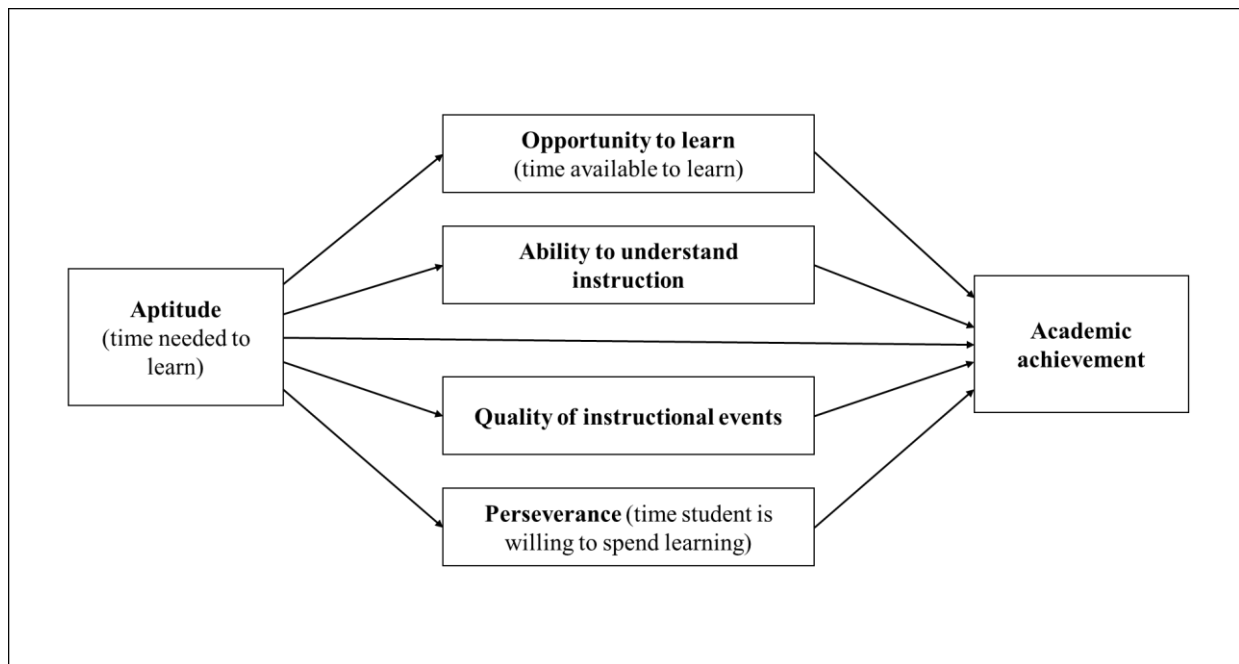 Opportunity to learn
(time available to learn)
Ability to understand
instruction
Aptitude
(time needed to
learn)
Academic
achievement
Quality of instructional events
Perseverance (time student is
willing to spend learning)